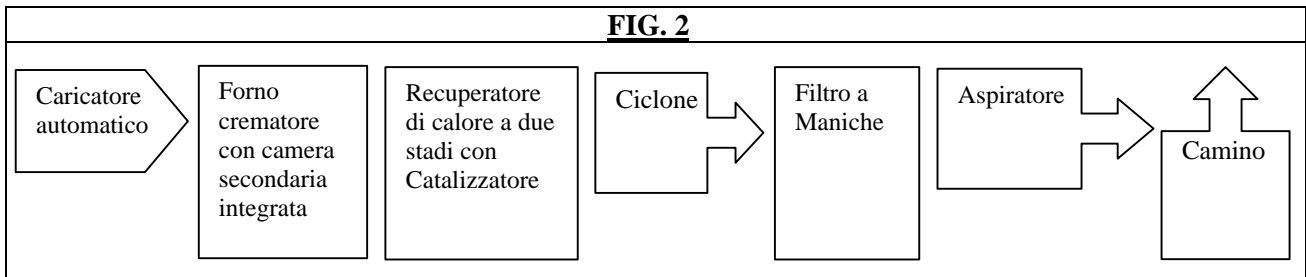 FIG. 2
Caricatore
automatico
Forno
crematore
con camera
secondaria
integrata
Recuperatore
di calore a due
stadi con
Catalizzatore
Ciclone
Filtro a
Maniche
Aspiratore
Camino